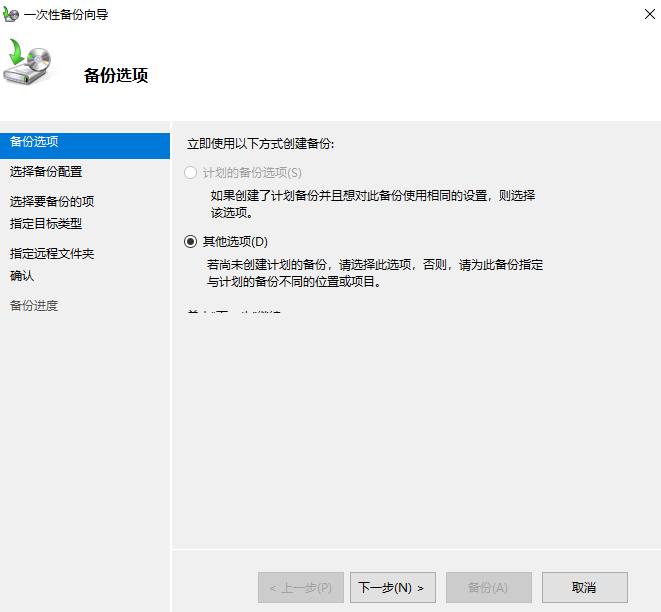 一次性备份向导
备份选项
备份选项
选择备份配置
选择要备份的项
指定目标类型
指定远程文件夹
确认
备份进度
立即使用以下方式创建备份:
计划的备份选项(S)
如果创建了计划备份并且想对此备份使用相同的设置，则选择
该选项。
其他选项(D)
若尚未创建计划的备份，请选择此选项，否则，请为此备份指定
与计划的备份不同的位置或项目。
< 上一步(P)
下一步(N) >
备份(A)
取消